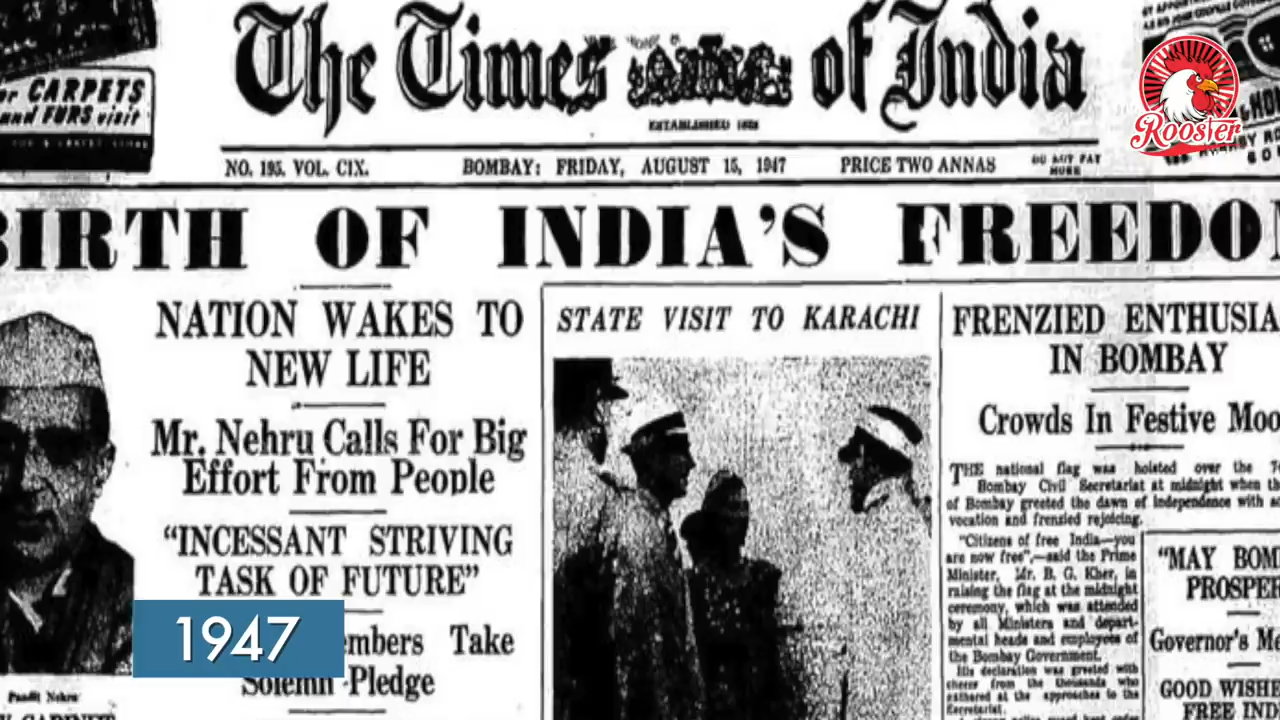 or CARPETS
and FURS visit
The Times of India
ESTABLISHED 1838
Rooster
NO. 195. VOL. CIX.
BOMBAY: FRIDAY, AUGUST 15, 1947
PRICE TWO ANNAS
DO NOT PAY
MORE
BIRTH OF INDIA'S FREEDO
NATION WAKES TO
NEW LIFE
Mr. Nehru Calls For Big
Effort From People
"INCESSANT STRIVING
TASK OF FUTURE"
embers Take
Solemn Pledge
1947
Pandit Nehru
STATE VISIT TO KARACHI
FRENZIED ENTHUSIA
IN BOMBAY
Crowds In Festive Moo
THE national flag was hoisted over the
Bombay Civil Secretariat at midnight when th
of Bombay greeted the dawn of independence with
vocation and frenzied rejoicing.
"Citizens of free India—you
are now free",—said the Prime
Minister, Mr. B. G. Kher, in
raising the flag at the midnight
ceremony, which was attended
by all Ministers and depart-
mental heads and employees of
the Bombay Government.
His declaration was greeted with
cheers from the thousands who
gathered at the approaches to the
Secretariat.
"MAY BOM
PROSPER
Governor's Me
GOOD WISHE
FREE IND